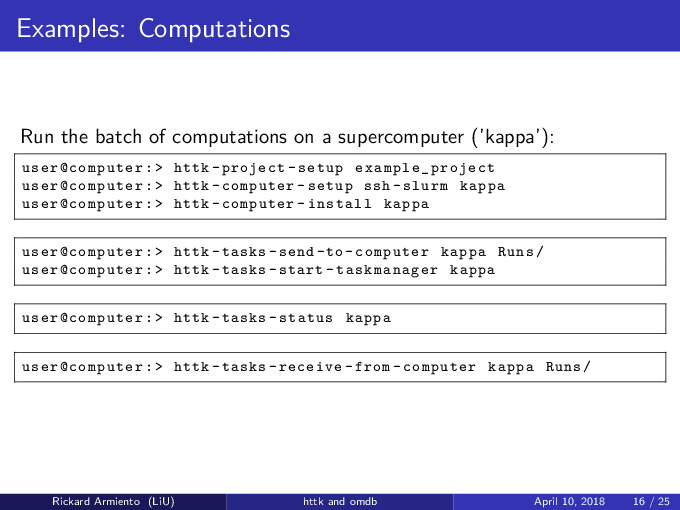 Examples: Computations
Run the batch of computations on a supercomputer ('kappa'):
user@computer:> httk-project-setup example_project
user@computer:> httk-computer-setup ssh-slurm kappa
user@computer:> httk-computer-install kappa
user@computer:> httk-tasks-send-to-computer kappa Runs/
user@computer:> httk-tasks-start-taskmanager kappa
user@computer:> httk-tasks-status kappa
user@computer:> httk-tasks-receive-from-computer kappa Runs/
Rickard Armiento (LiU) httk and omdb April 10, 2018 16 / 25